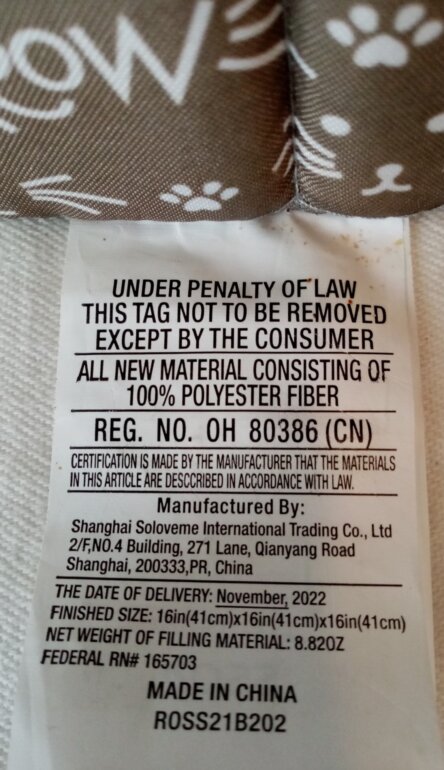 ROW
UNDER PENALTY OF LAW
THIS TAG NOT TO BE REMOVED
EXCEPT BY THE CONSUMER
ALL NEW MATERIAL CONSISTING OF
100% POLYESTER FIBER
REG. NO. OH 80386 (CN)
CERTIFICATION IS MADE BY THE MANUFACTURER THAT THE MATERIALS
IN THIS ARTICLE ARE DESCCRIBED IN ACCORDANCE WITH LAW.
Manufactured By:
Shanghai Soloveme International Trading Co., Ltd
2/F,NO.4 Building, 271 Lane, Qianyang Road
Shanghai, 200333,PR, China
THE DATE OF DELIVERY: November, 2022
FINISHED SIZE: 16in(41cm)x16in(41cm)x16in(41cm)
NET WEIGHT OF FILLING MATERIAL: 8.82OZ
FEDERAL RN# 165703
MADE IN CHINA
ROSS21B202